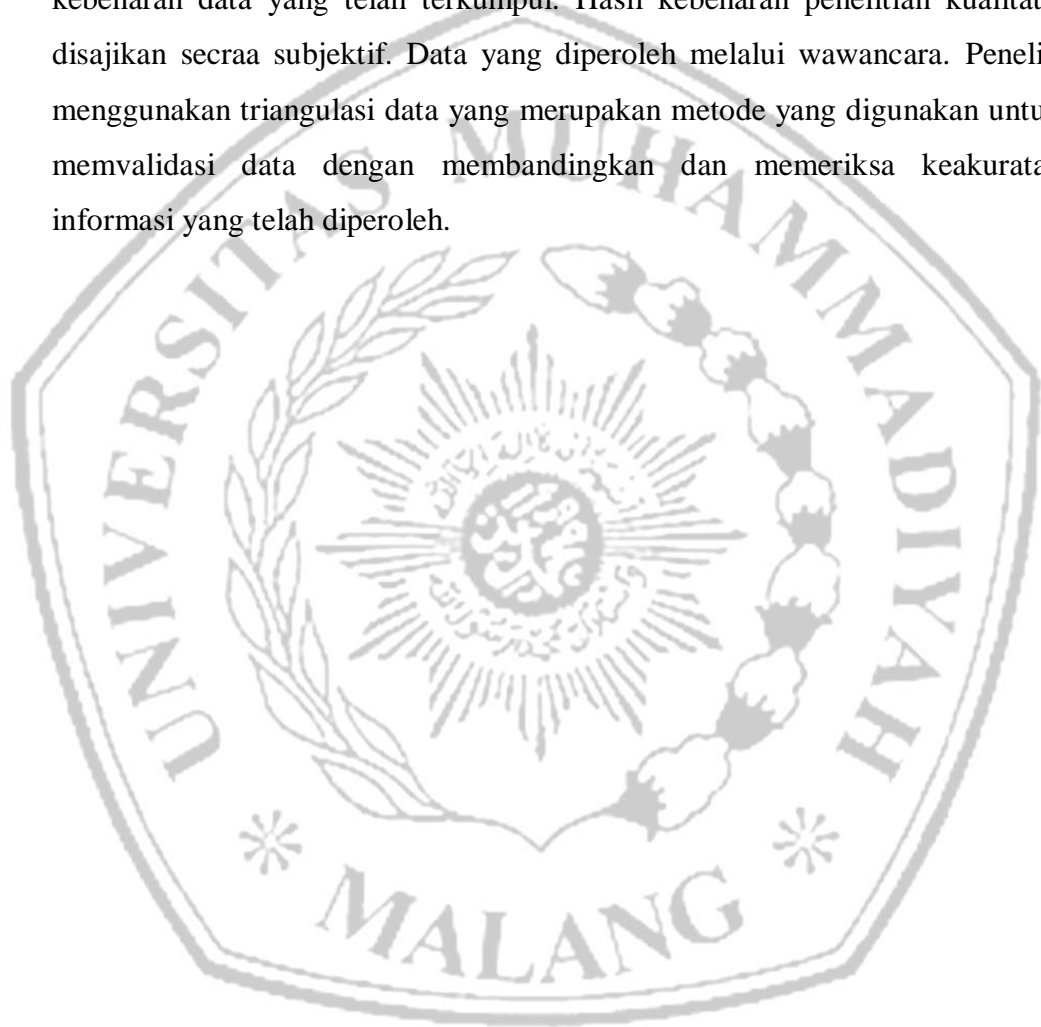 kebenaran data yang telah terkumpul. Hasil kebenaran penelitian kualitat
disajikan secraa subjektif. Data yang diperoleh melalui wawancara. Peneli
menggunakan triangulasi data yang merupakan metode yang digunakan untu
memvalidasi data dengan membandingkan dan memeriksa keakurata
informasi yang telah diperoleh.
UNIVERSITAS MUHAMMADIYAH
MALANG